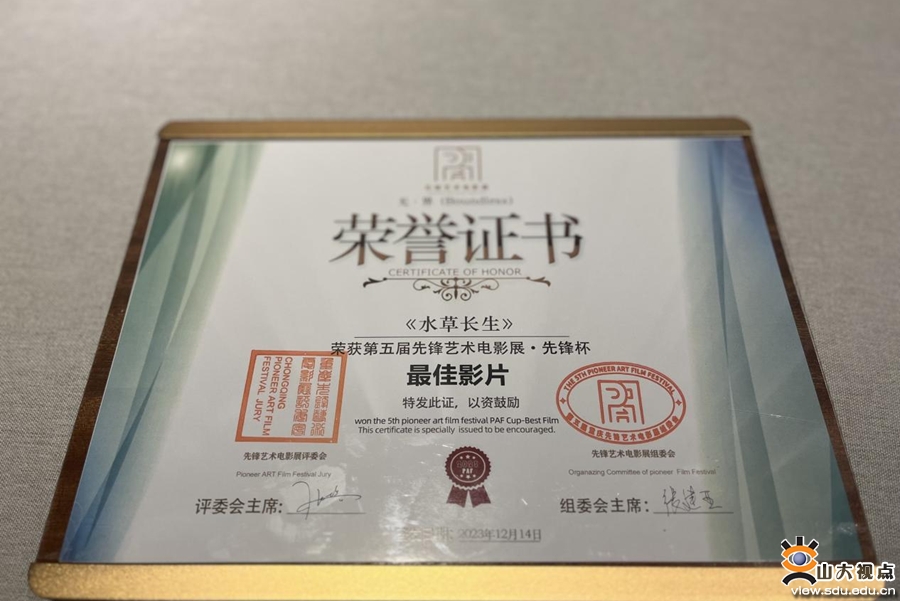 荣誉证书
CERTIFICATE OF HONOR
《水草长生》
荣获第五届先锋艺术电影展·先锋杯
最佳影片
特发此证，以资鼓励
won the 5th pioneer art film festival PAF Cup-Best Film
This certificate is specially issued to be encouraged.
CHONGQING
PIONEER ART FILM
FESTIVAL JURY
THE 5TH PIONEER ART FILM FESTIVAL
先锋艺术电影展评委会
Pioneer ART Film Festival Jury
评委会主席:
先锋艺术电影展组委会
Organazing Committee of pioneer Film Festival
组委会主席:
PAF
2023年12月14日
山大视点
view.sdu.edu.cn